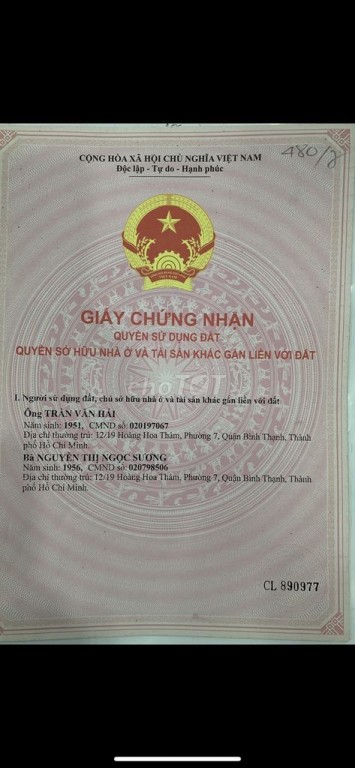 CỘNG HÒA XÃ HỘI CHỦ NGHĨA VIỆT NAM
Độc lập - Tự do - Hạnh phúc
480/8
GIẤY CHỨNG NHẬN
QUYỀN SỬ DỤNG ĐẤT
QUYỀN SỞ HỮU NHÀ Ở VÀ TÀI SẢN KHÁC GẮN LIỀN VỚI ĐẤT
choTỐT
I. Người sử dụng đất, chủ sở hữu nhà ở và tài sản khác gắn liền với đất
Ông TRẦN VĂN HẢI
Năm sinh: 1951, CMND số: 020197067
Địa chỉ thường trú: 12/19 Hoàng Hoa Thám, Phường 7, Quận Bình Thạnh, Thành
phố Hồ Chí Minh.
Bà NGUYỄN THỊ NGỌC SƯƠNG
Năm sinh: 1956, CMND số: 020798506
Địa chỉ thường trú: 12/19 Hoàng Hoa Thám, Phường 7, Quận Bình Thạnh, Thành
phố Hồ Chí Minh.
CL 890977